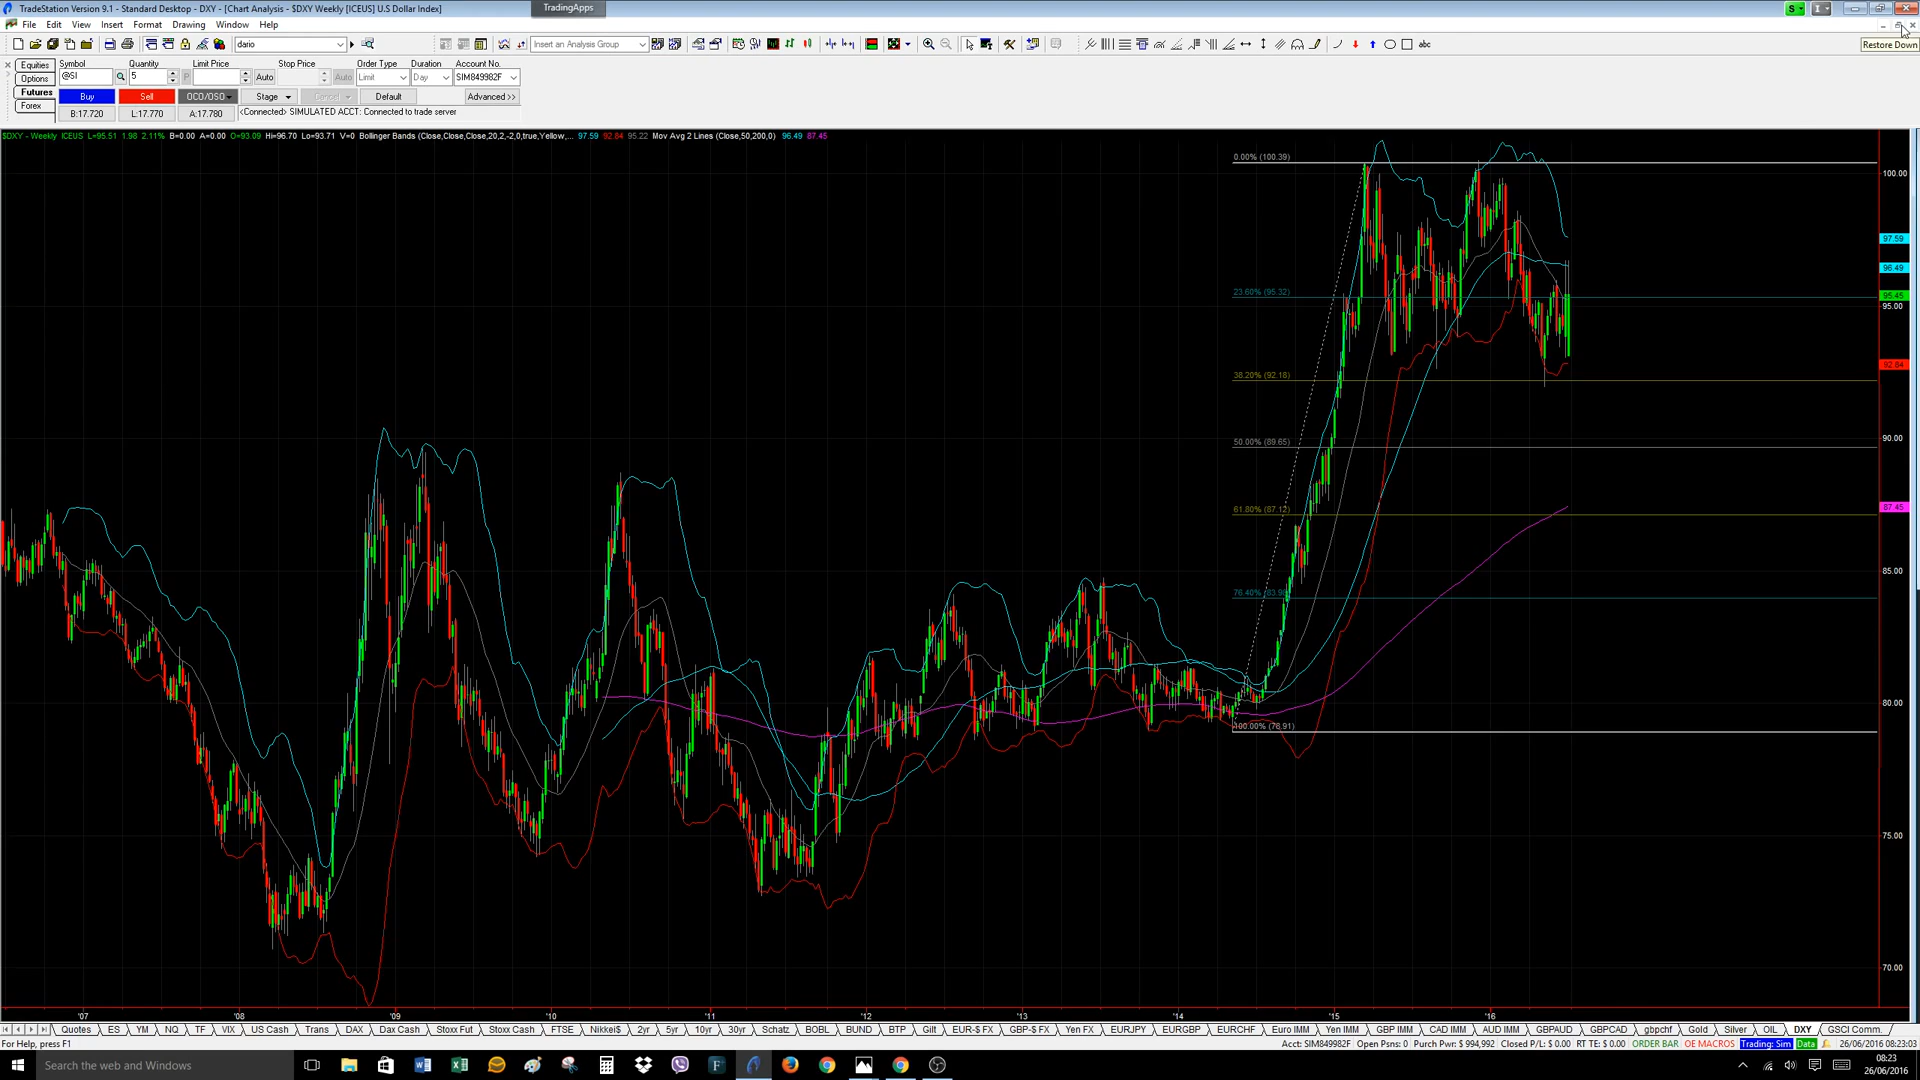 TradeStation Version 9.1 - Standard Desktop - DXY - [Chart Analysis - $DXY Weekly [ICEUS] U.S Dollar Index]
TradingApps
File Edit View Insert Format Drawing Window Help
Restore Down
dario
Insert an Analysis Group
abc
Equities
Options
Futures
Forex
Symbol Quantity Limit Price Stop Price Order Type Duration Account No.
@SI 5 Auto Auto Limit Day SIM849982F
Buy Sell OCO/OSO Stage Cancel Default Advanced >>
B:17.720 L:17.770 A:17.780 <Connected> SIMULATED ACCT: Connected to trade server
$DXY - Weekly ICEUS L=95.51 1.98 2.11% B=0.00 A=0.00 O=93.09 Hi=96.70 Lo=93.71 V=0 Bollinger Bands (Close,Close,Close,20,2,-2,0,true,Yellow,... 97.59 92.84 95.22 Mov Avg 2 Lines (Close,50,200,0) 96.49 87.45
0.00% (100.39)
100.00
97.59
96.49
23.60% (95.32)
95.45
95.00
92.84
38.20% (92.18)
50.00% (89.65)
90.00
87.45
61.80% (87.12)
85.00
76.40% (83.98)
80.00
100.00% (78.91)
75.00
70.00
'07 '08 '09 '10 '11 '12 '13 '14 '15 '16
Quotes ES YM NQ TF VIX US Cash Trans DAX Dax Cash Stoxx Fut Stoxx Cash FTSE Nikkei$ 2yr 5yr 10yr 30yr Schatz BOBL BUND BTP Gilt EUR-$ FX GBP-$ FX Yen FX EURJPY EURGBP EURCHF Euro IMM Yen IMM GBP IMM CAD IMM AUD IMM GBPAUD GBPCAD gbpchf Gold Silver OIL DXY GSCI Comm.
For Help, press F1
Acct: SIM849982F Open Psns: 0 Purch Pwr: $ 994,992 Closed P/L: $ 0.00 RT TE: $ 0.00 ORDER BAR OE MACROS Trading: Sim Data 26/06/2016 08:23:03
Search the web and Windows
08:23
26/06/2016